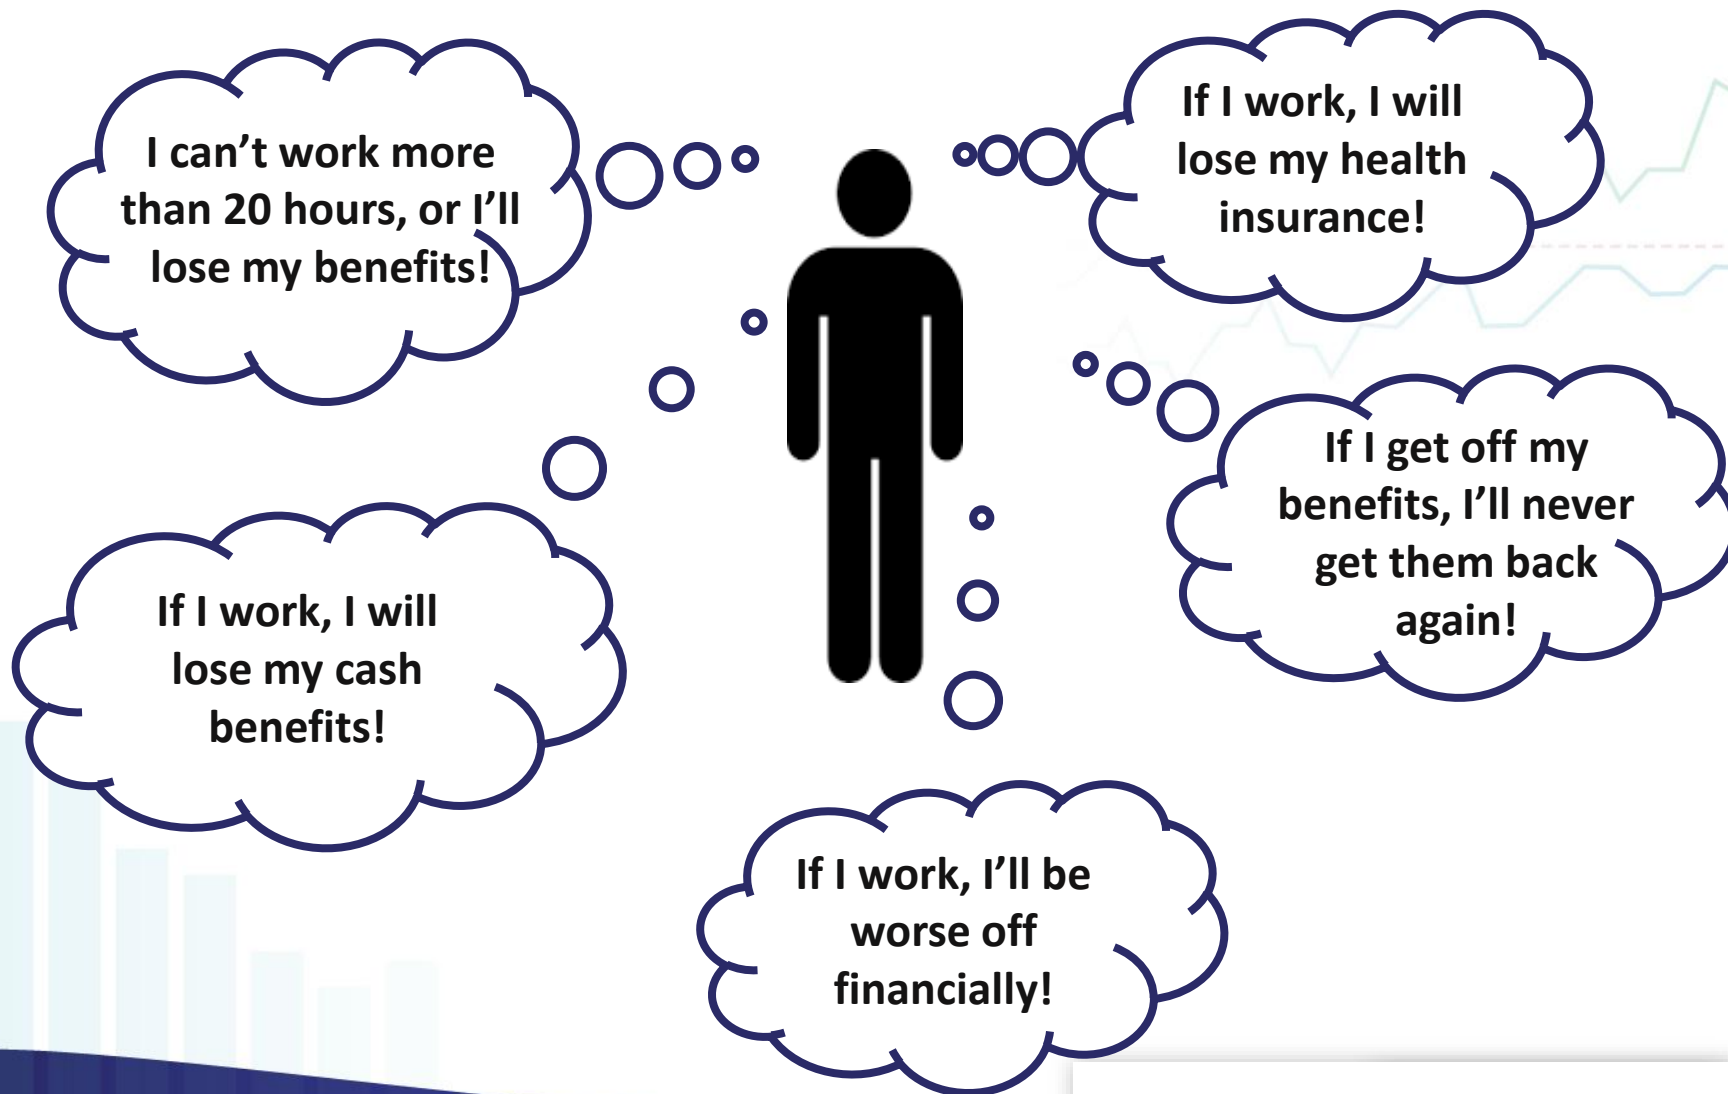 I can’t work more
than 20 hours, or I’ll
lose my benefits!
If I work, I will
lose my health
insurance!
If I get off my
benefits, I’ll never
get them back
again!
If I work, I will
lose my cash
benefits!
If I work, I’ll be
worse off
financially!